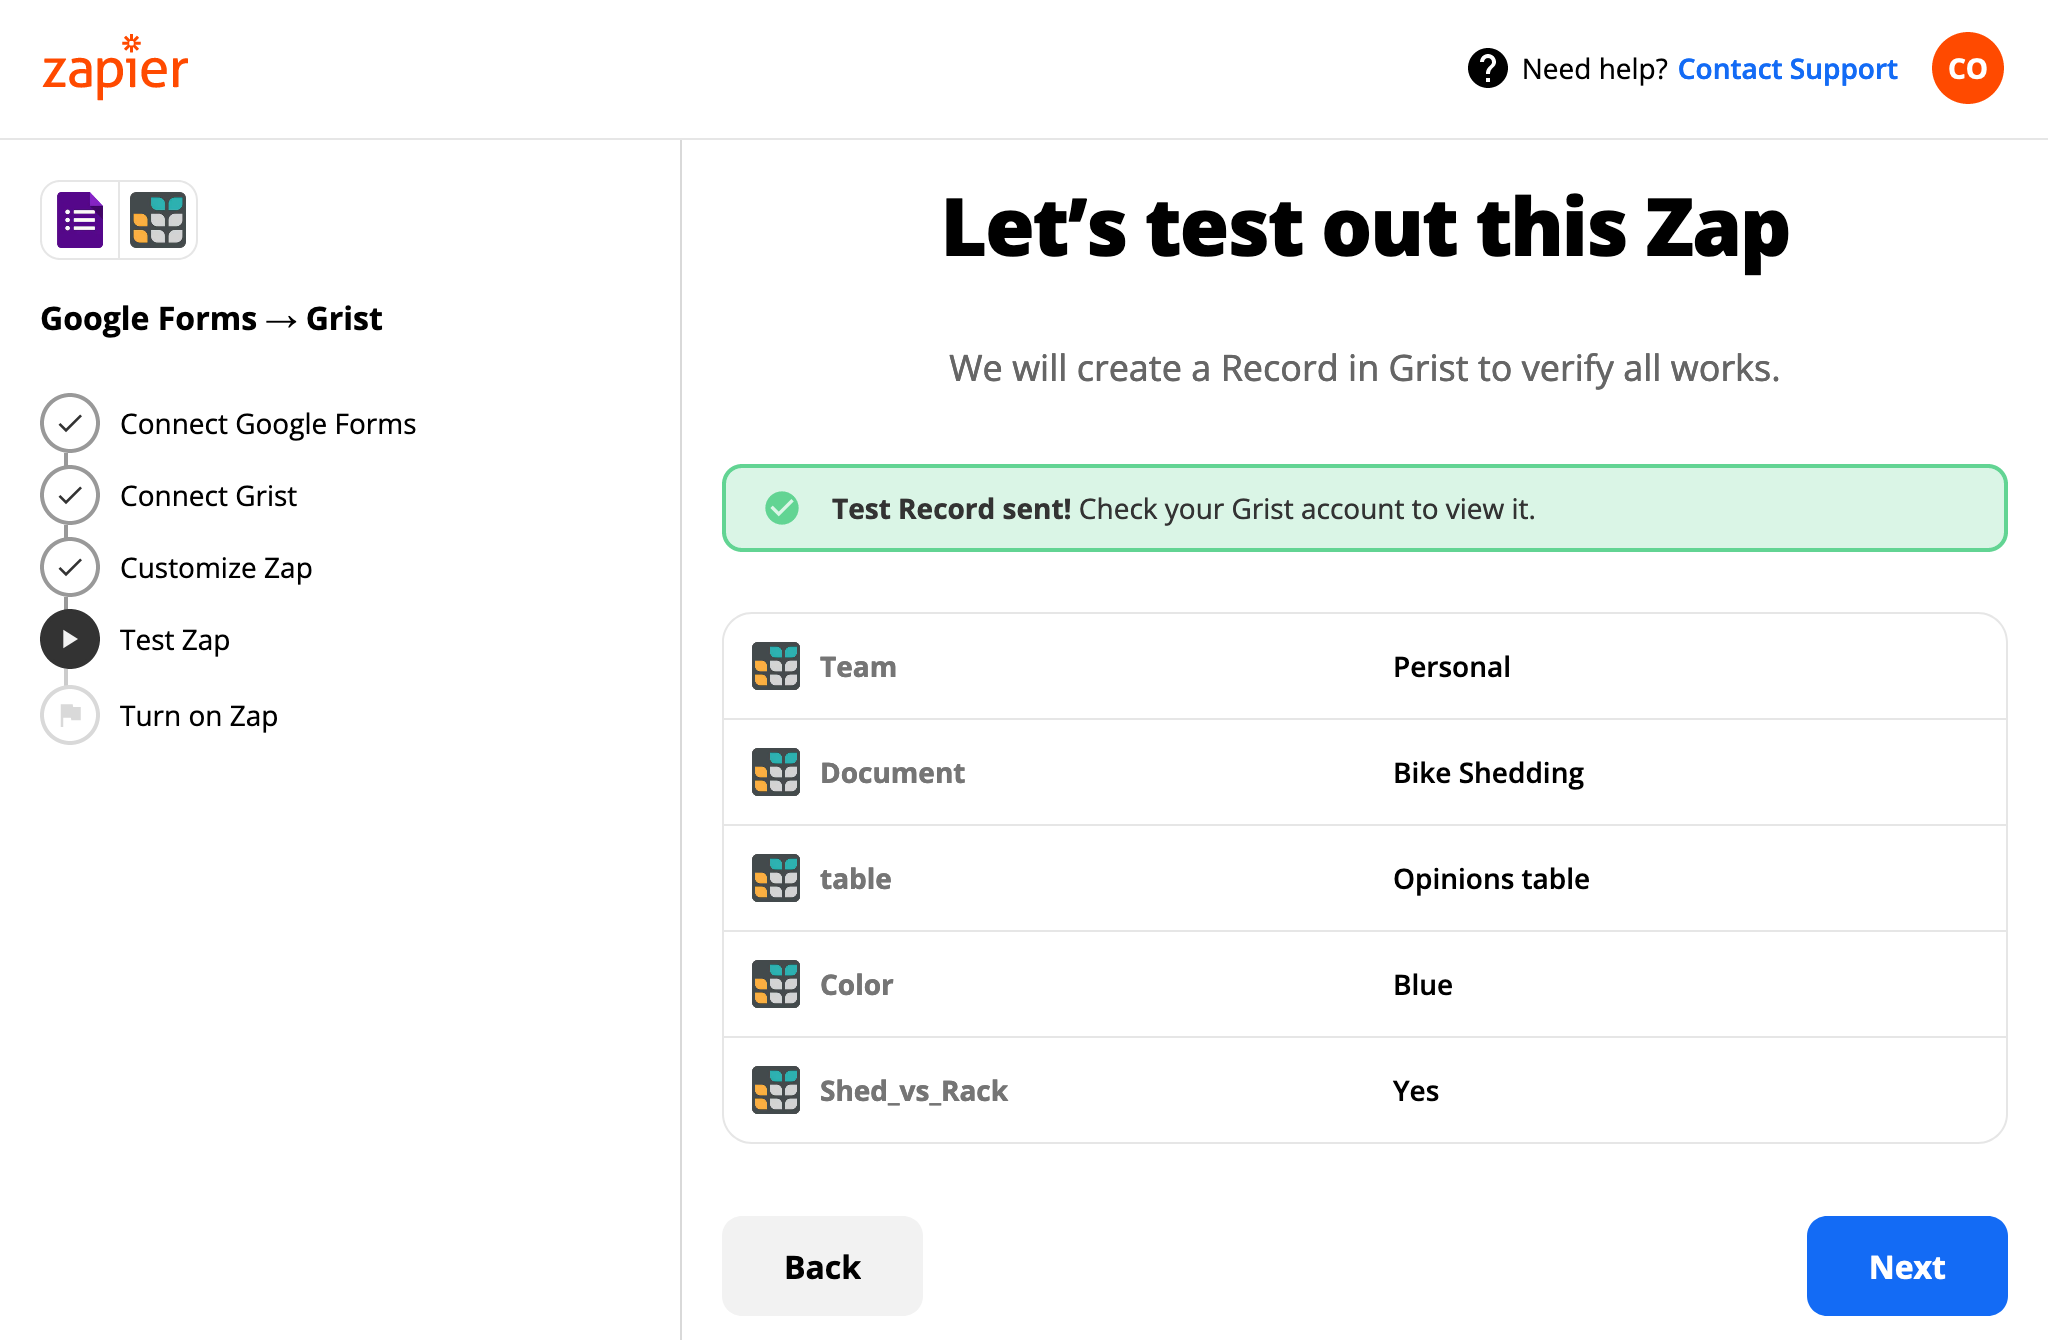 zapier
Need help? Contact Support
CO
Google Forms → Grist
Connect Google Forms
Connect Grist
Customize Zap
Test Zap
Turn on Zap
Let’s test out this Zap
We will create a Record in Grist to verify all works.
Test Record sent! Check your Grist account to view it.
Team Personal
Document Bike Shedding
table Opinions table
Color Blue
Shed_vs_Rack Yes
Back
Next